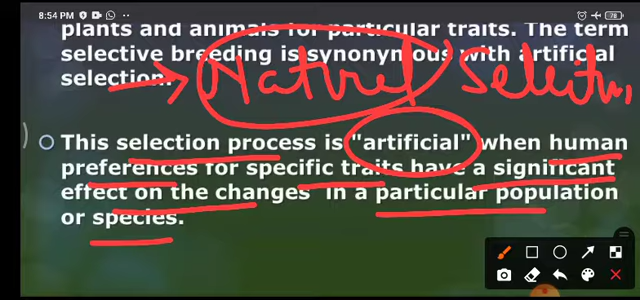 8:54 PM
78
plants and animals for particular traits. The term
selective breeding is synonymous with artificial
selection. → Natural Selection,
This selection process is "artificial" when human
preferences for specific traits have a significant
effect on the changes in a particular population
or species.